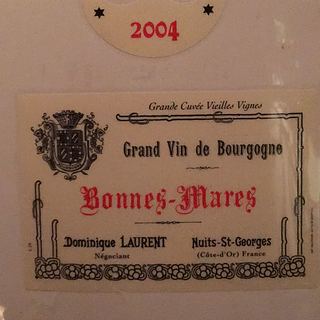 2004
Grande Cuvée Vieilles Vignes
Grand Vin de Bourgogne
Bonnes-Mares
Dominique LAURENT
Négociant
Nuits-St-Georges
(Côte-d'Or) France